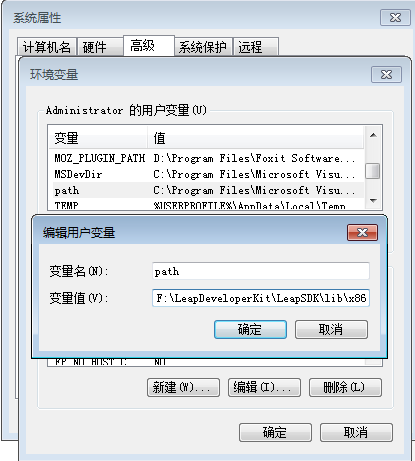 系统属性
计算机名 硬件 高级 系统保护 远程
环境变量
Administrator 的用户变量(U)
变量 值
MOZ_PLUGIN_PATH D:\Program Files\Foxit Software...
MSDevDir C:\Program Files\Microsoft Visu...
path C:\Program Files\Microsoft Visu...
TEMP %USERPROFILE%\AppData\Local\Temp
编辑用户变量
变量名(N): path
变量值(V): F:\LeapDeveloperKit\LeapSDK\lib\x86
确定 取消
FP_NO_HOST_C NO
新建(W)... 编辑(I)... 删除(L)
确定 取消